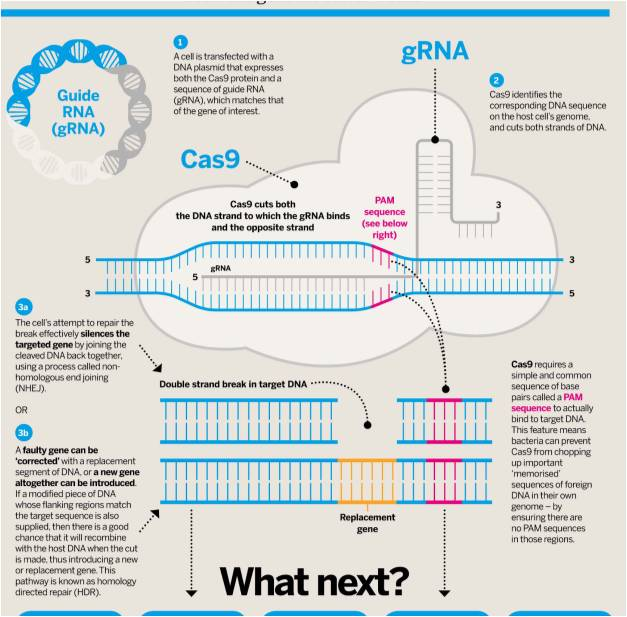 Guide
RNA
(gRNA)
1
A cell is transfected with a
DNA plasmid that expresses
both the Cas9 protein and a
sequence of guide RNA
(gRNA), which matches that
of the gene of interest.
gRNA
2
Cas9 identifies the
corresponding DNA sequence
on the host cell's genome,
and cuts both strands of DNA.
Cas9
Cas9 cuts both
the DNA strand to which the gRNA binds
and the opposite strand
PAM
sequence
(see below
right)
3
5
3
gRNA
5
3
5
3a
The cell's attempt to repair the
break effectively silences the
targeted gene by joining the
cleaved DNA back together,
using a process called non-
homologous end joining
(NHEJ).
OR
3b
A faulty gene can be
'corrected' with a replacement
segment of DNA, or a new gene
altogether can be introduced.
If a modified piece of DNA
whose flanking regions match
the target sequence is also
supplied, then there is a good
chance that it will recombine
with the host DNA when the cut
is made, thus introducing a new
or replacement gene. This
pathway is known as homology
directed repair (HDR).
Double strand break in target DNA
Replacement
gene
Cas9 requires a
simple and common
sequence of base
pairs called a PAM
sequence to actually
bind to target DNA.
This feature means
bacteria can prevent
Cas9 from chopping
up important
'memorised'
sequences of foreign
DNA in their own
genome – by
ensuring there are
no PAM sequences
in those regions.
What next?